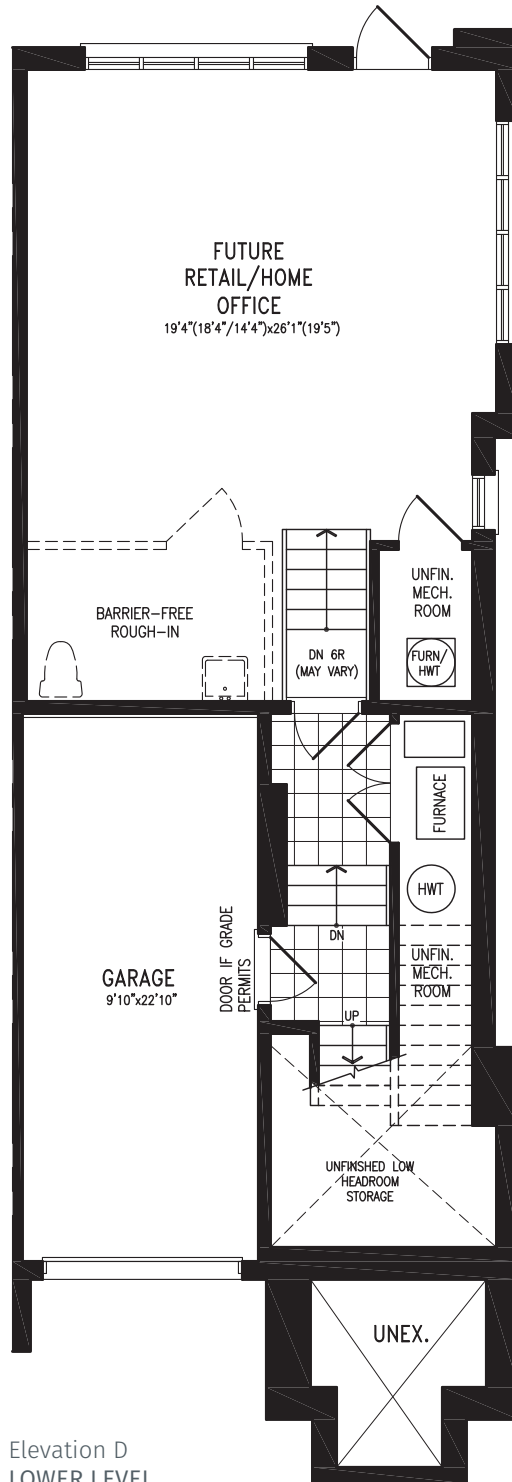 FUTURE
RETAIL/HOME
OFFICE
19'4"(18'4"/14'4")x26'1"(19'5")
BARRIER-FREE
ROUGH-IN
DN 6R
(MAY VARY)
UNFIN.
MECH.
ROOM
FURN/
HWT
FURNACE
HWT
DN
UNFIN.
MECH.
ROOM
DOOR IF GRADE
PERMITS
GARAGE
9'10"x22'10"
UP
UNFINISHED LOW
HEADROOM
STORAGE
UNEX.
Elevation D
LOWER LEVEL